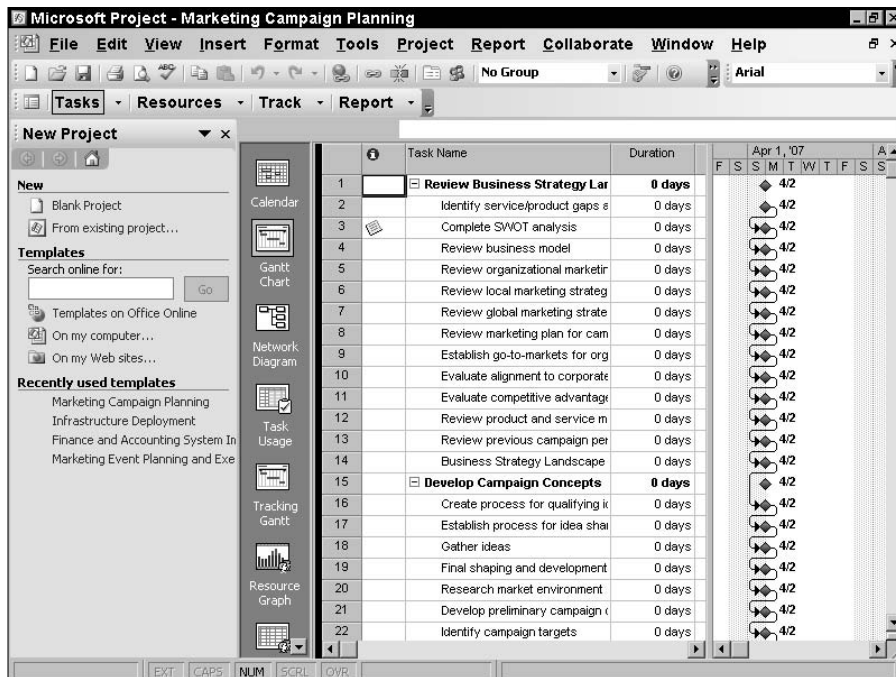 Microsoft Project - Marketing Campaign Planning
File Edit View Insert Format Tools Project Report Collaborate Window Help
No Group Arial
Tasks Resources Track Report
New Project
New
Blank Project
From existing project...
Templates
Search online for:
Go
Templates on Office Online
On my computer...
On my Web sites...
Recently used templates
Marketing Campaign Planning
Infrastructure Deployment
Finance and Accounting System In
Marketing Event Planning and Exe
Calendar
Gantt
Chart
Network
Diagram
Task
Usage
Tracking
Gantt
Resource
Graph
Task Name Duration Apr 1, '07 A
F S S M T W T F S S
1 Review Business Strategy Lar 0 days 4/2
2 Identify service/product gaps a 0 days 4/2
3 Complete SWOT analysis 0 days 4/2
4 Review business model 0 days 4/2
5 Review organizational marketir 0 days 4/2
6 Review local marketing strateg 0 days 4/2
7 Review global marketing strate 0 days 4/2
8 Review marketing plan for cam 0 days 4/2
9 Establish go-to-markets for org 0 days 4/2
10 Evaluate alignment to corporate 0 days 4/2
11 Evaluate competitive advantage 0 days 4/2
12 Review product and service m 0 days 4/2
13 Review previous campaign per 0 days 4/2
14 Business Strategy Landscape 0 days 4/2
15 Develop Campaign Concepts 0 days 4/2
16 Create process for qualifying ic 0 days 4/2
17 Establish process for idea shar 0 days 4/2
18 Gather ideas 0 days 4/2
19 Final shaping and development 0 days 4/2
20 Research market environment 0 days 4/2
21 Develop preliminary campaign c 0 days 4/2
22 Identify campaign targets 0 days 4/2
EXT CAPS NUM SCRL OVR